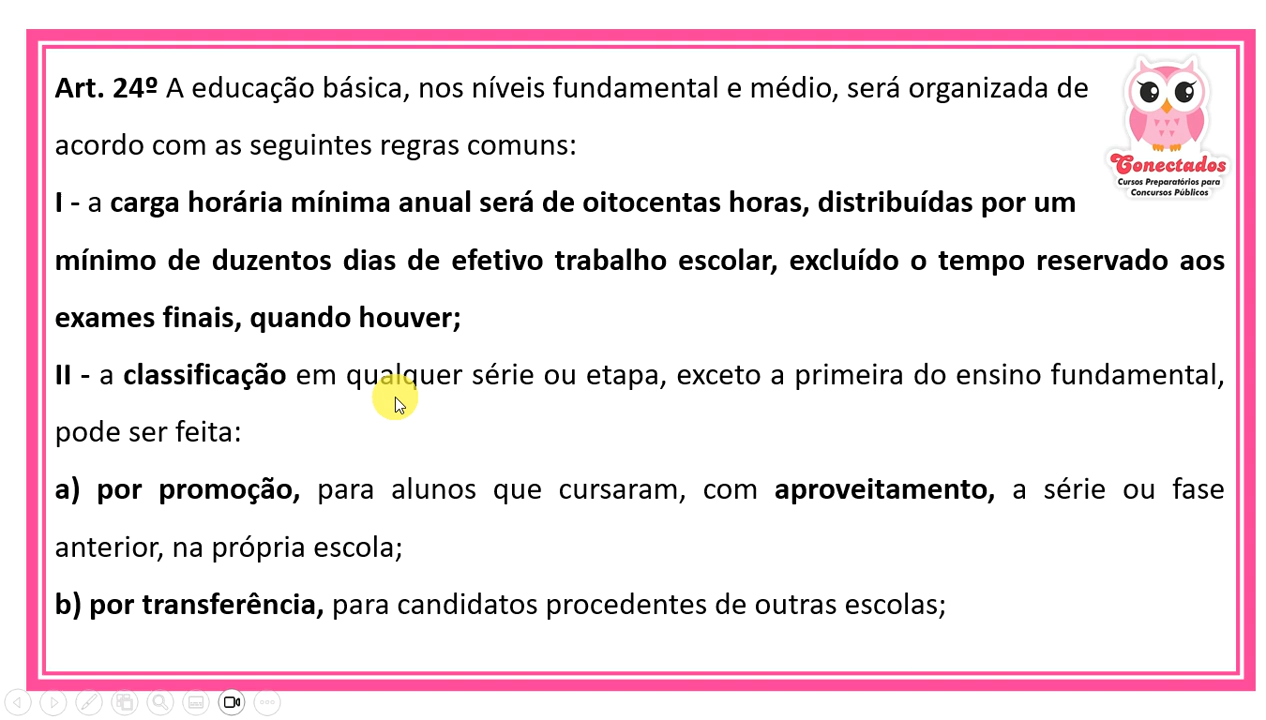 Art. 24º A educação básica, nos níveis fundamental e médio, será organizada de
acordo com as seguintes regras comuns:
I - a carga horária mínima anual será de oitocentas horas, distribuídas por um
mínimo de duzentos dias de efetivo trabalho escolar, excluído o tempo reservado aos
exames finais, quando houver;
II - a classificação em qualquer série ou etapa, exceto a primeira do ensino fundamental,
pode ser feita:
a) por promoção, para alunos que cursaram, com aproveitamento, a série ou fase
anterior, na própria escola;
b) por transferência, para candidatos procedentes de outras escolas;
Conectados
Cursos Preparatórios para
Concursos Públicos